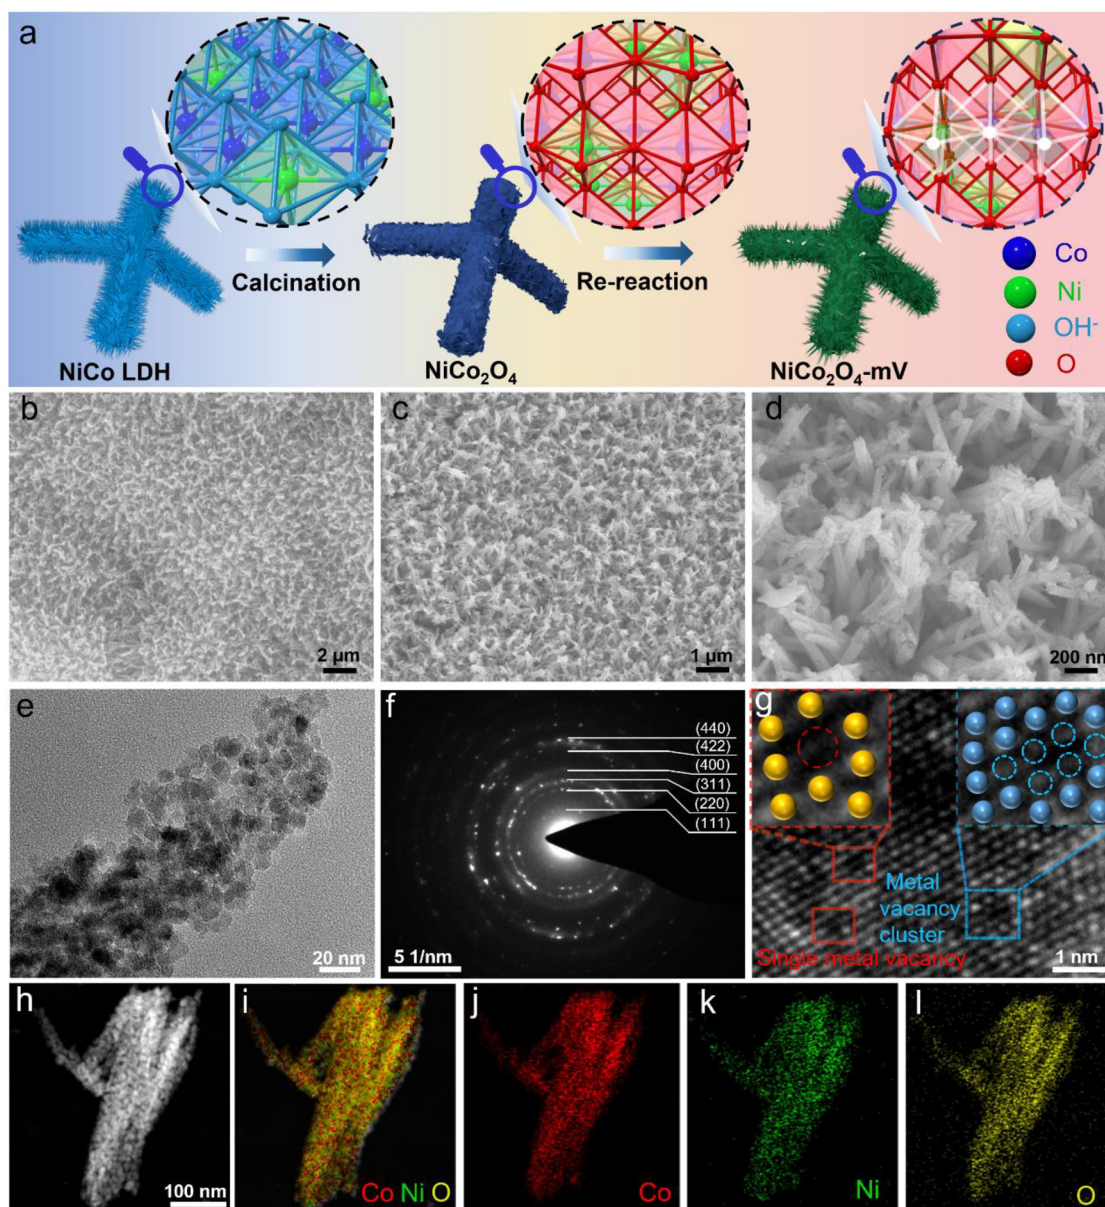 a
Calcination
Re-reaction
NiCo LDH
NiCo₂O₄
NiCo₂O₄-mV
Co
Ni
OH⁻
O
b
2 μm
c
1 μm
d
200 nm
e
20 nm
f
(440)
(422)
(400)
(311)
(220)
(111)
5 1/nm
g
Metal
vacancy
cluster
Single metal vacancy
1 nm
h
100 nm
i
Co Ni O
j
Co
k
Ni
l
O